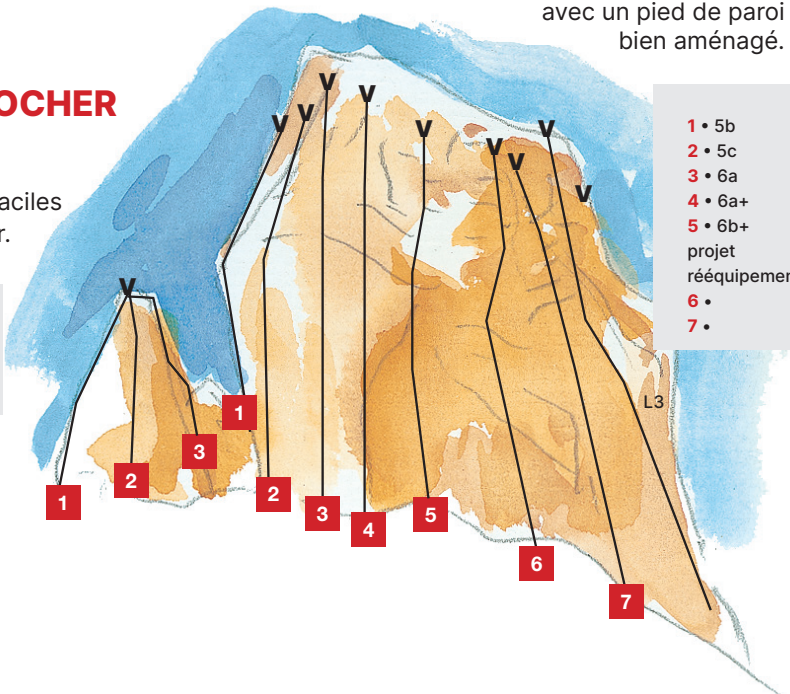 avec un pied de paroi
bien aménagé.
OCHER
aciles
r.
1 • 5b
2 • 5c
3 • 6a
4 • 6a+
5 • 6b+
projet
rééquipemen
6 •
7 •
V
V
V
V
V
V
V
V
V
V
L3
1
2
3
1
2
3
4
5
6
7